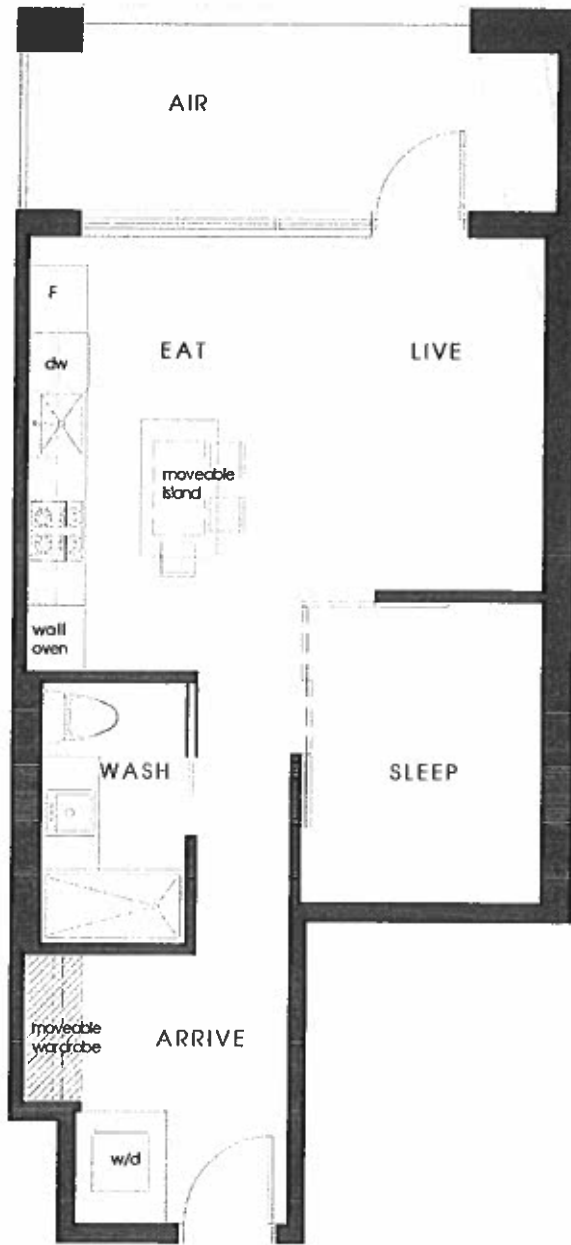 AIR
F
EAT
LIVE
dw
moveable
island
wall
oven
WASH
SLEEP
moveable
wardrobe
ARRIVE
w/d